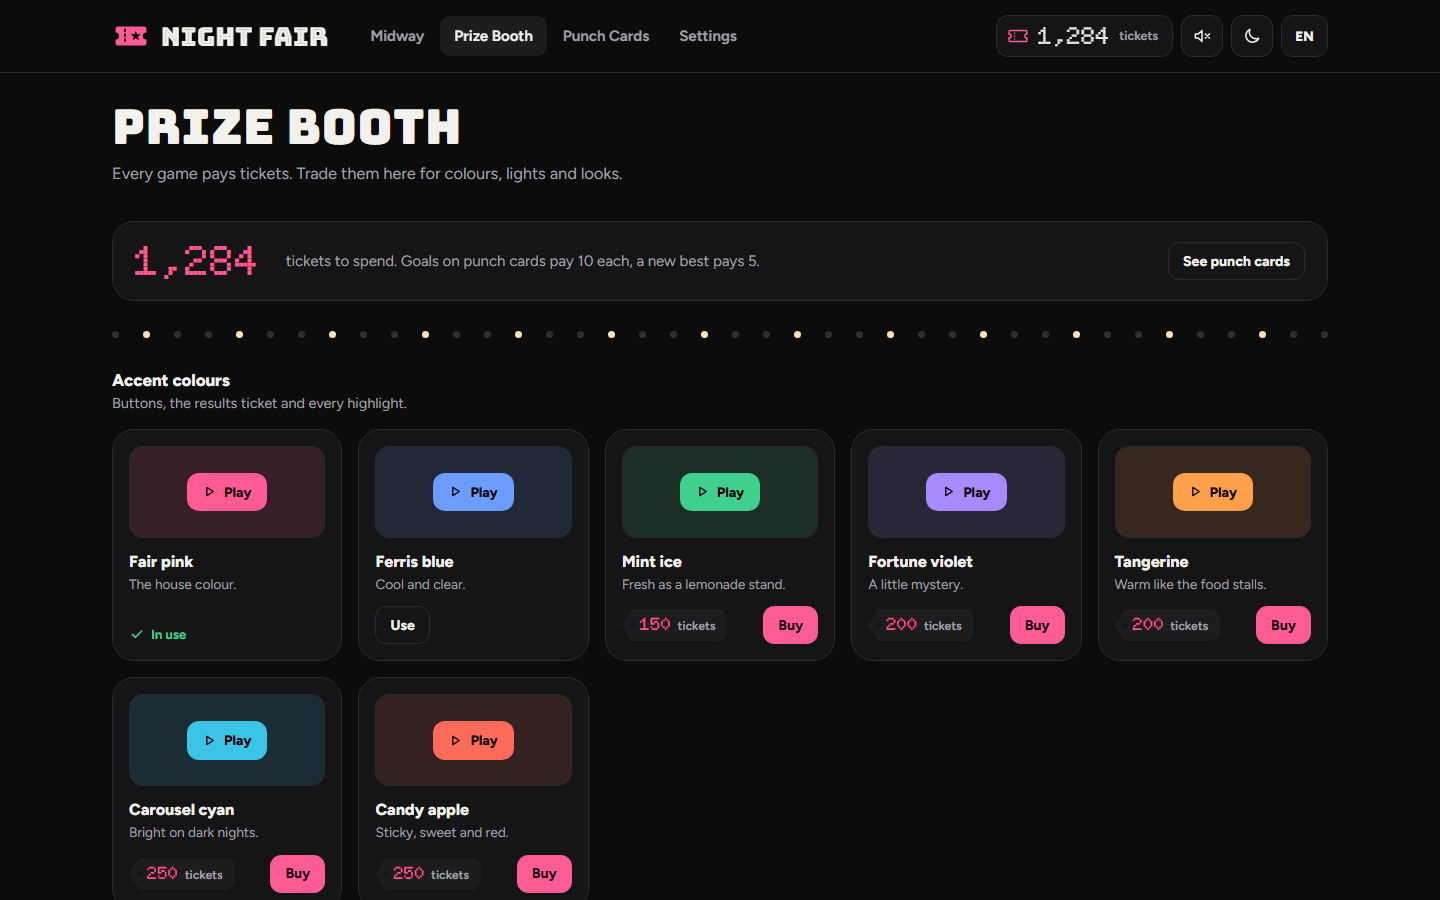 NIGHT FAIR
Midway
Prize Booth
Punch Cards
Settings
1,284 tickets
EN
PRIZE BOOTH
Every game pays tickets. Trade them here for colours, lights and looks.
1,284
tickets to spend. Goals on punch cards pay 10 each, a new best pays 5.
See punch cards
Accent colours
Buttons, the results ticket and every highlight.
Play
Fair pink
The house colour.
In use
Play
Ferris blue
Cool and clear.
Use
Play
Mint ice
Fresh as a lemonade stand.
150 tickets
Buy
Play
Fortune violet
A little mystery.
200 tickets
Buy
Play
Tangerine
Warm like the food stalls.
200 tickets
Buy
Play
Carousel cyan
Bright on dark nights.
250 tickets
Buy
Play
Candy apple
Sticky, sweet and red.
250 tickets
Buy